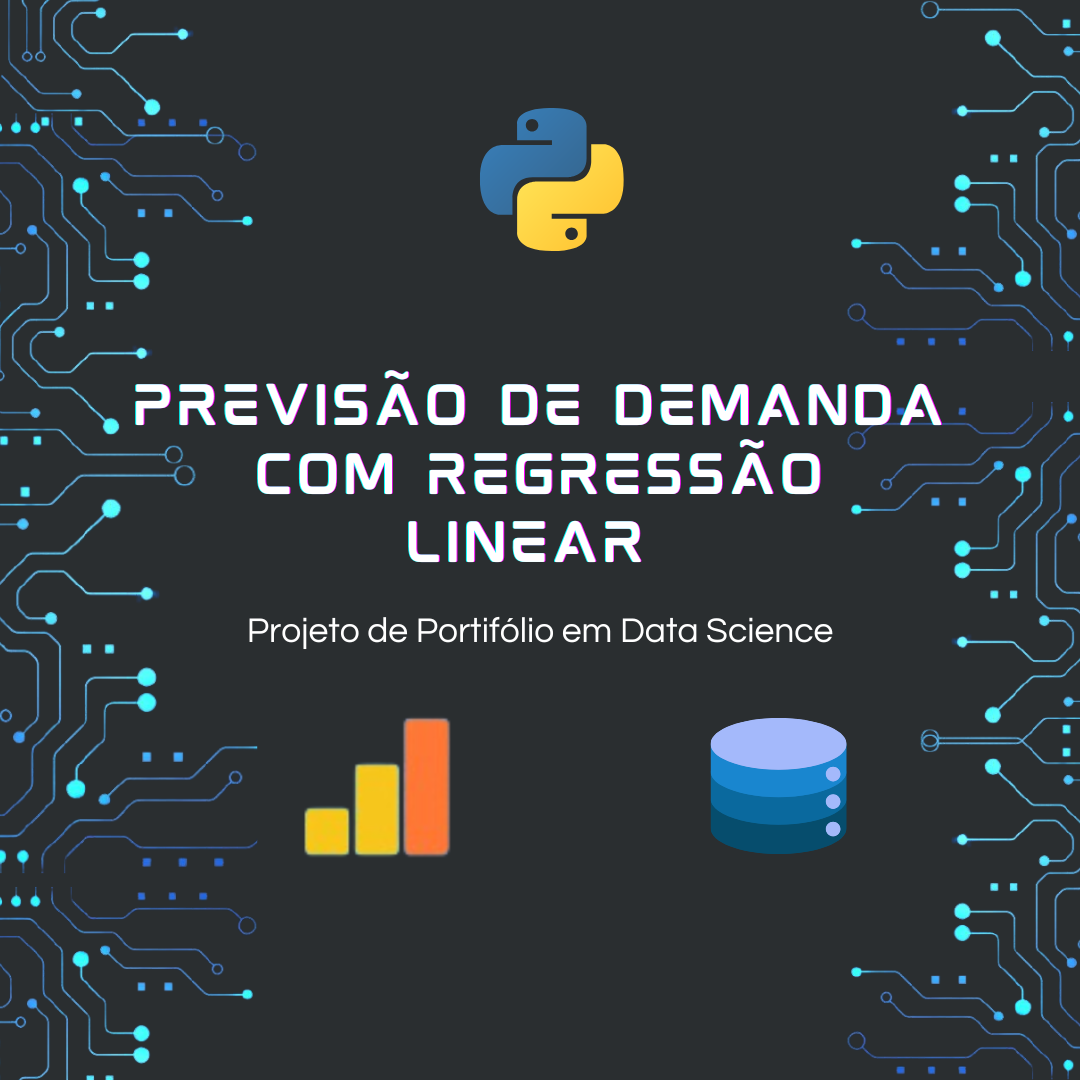 PREVISÃO DE DEMANDA
COM REGRESSÃO
LINEAR
Projeto de Portifólio em Data Science